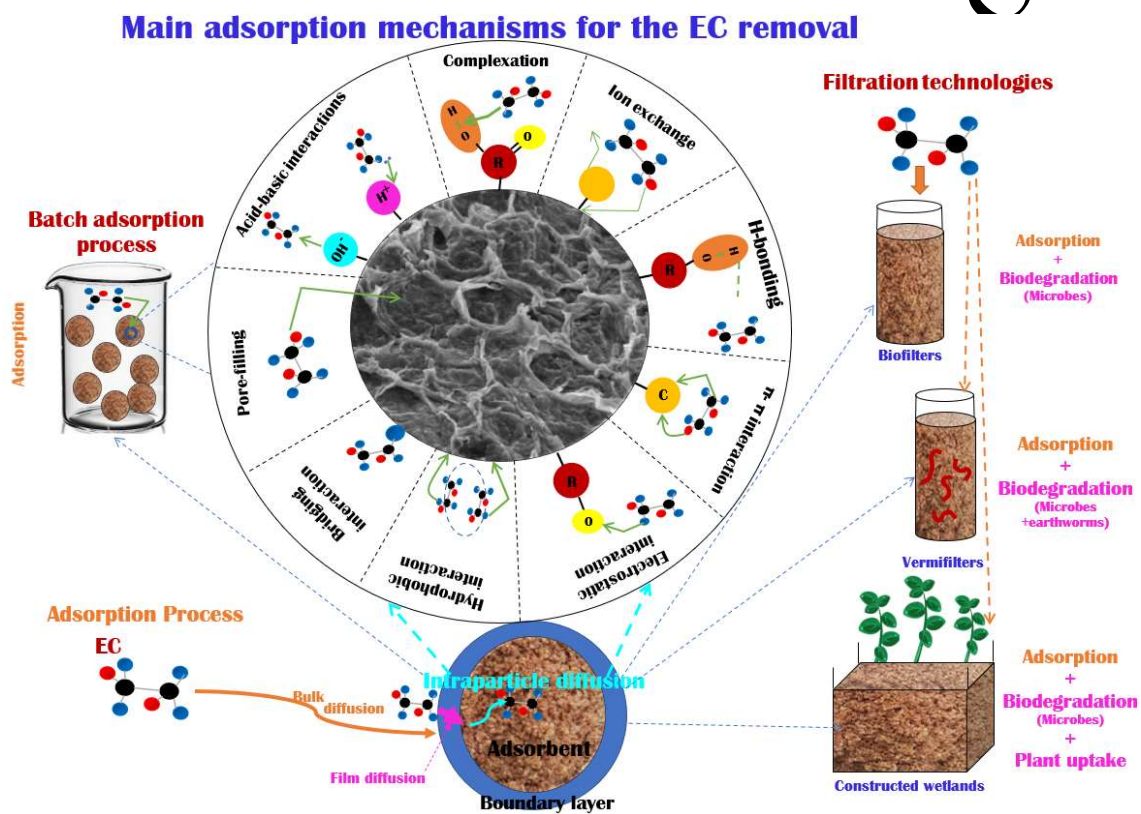 Main adsorption mechanisms for the EC removal
Complexation
Ion exchange
H-bonding
π- π interaction
Electrostatic
interaction
Hydrophobic
interaction
Bridging
interaction
Pore-filling
Acid-basic interactions
H
O
R
O
H+
OH-
R
O
H
C
R
O
Batch adsorption
process
Adsorption
Adsorption Process
EC
Bulk
diffusion
Film diffusion
Intraparticle diffusion
Adsorbent
Boundary layer
Filtration technologies
Adsorption
+
Biodegradation
(Microbes)
Biofilters
Adsorption
+
Biodegradation
(Microbes
+earthworms)
Vermifilters
Adsorption
+
Biodegradation
(Microbes)
+
Plant uptake
Constructed wetlands